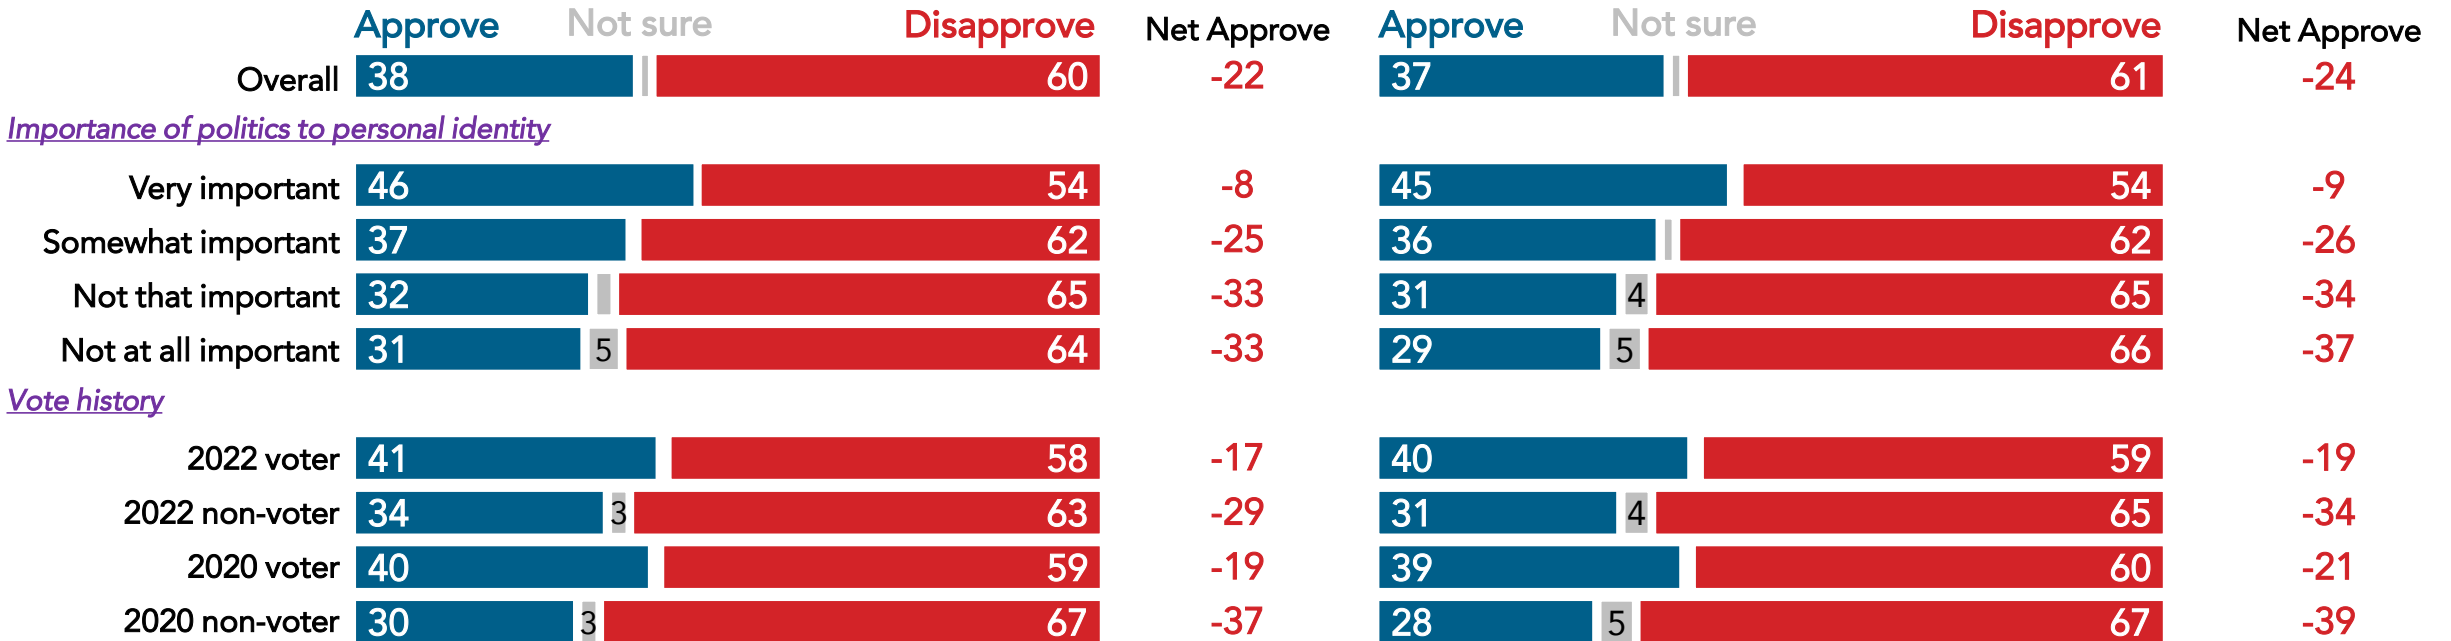 Approve Not sure Disapprove Net Approve Approve Not sure Disapprove Net Approve
Overall 38 60 -22 37 61 -24
Importance of politics to personal identity
Very important 46 54 -8 45 54 -9
Somewhat important 37 62 -25 36 62 -26
Not that important 32 65 -33 31 4 65 -34
Not at all important 31 5 64 -33 29 5 66 -37
Vote history
2022 voter 41 58 -17 40 59 -19
2022 non-voter 34 3 63 -29 31 4 65 -34
2020 voter 40 59 -19 39 60 -21
2020 non-voter 30 3 67 -37 28 5 67 -39